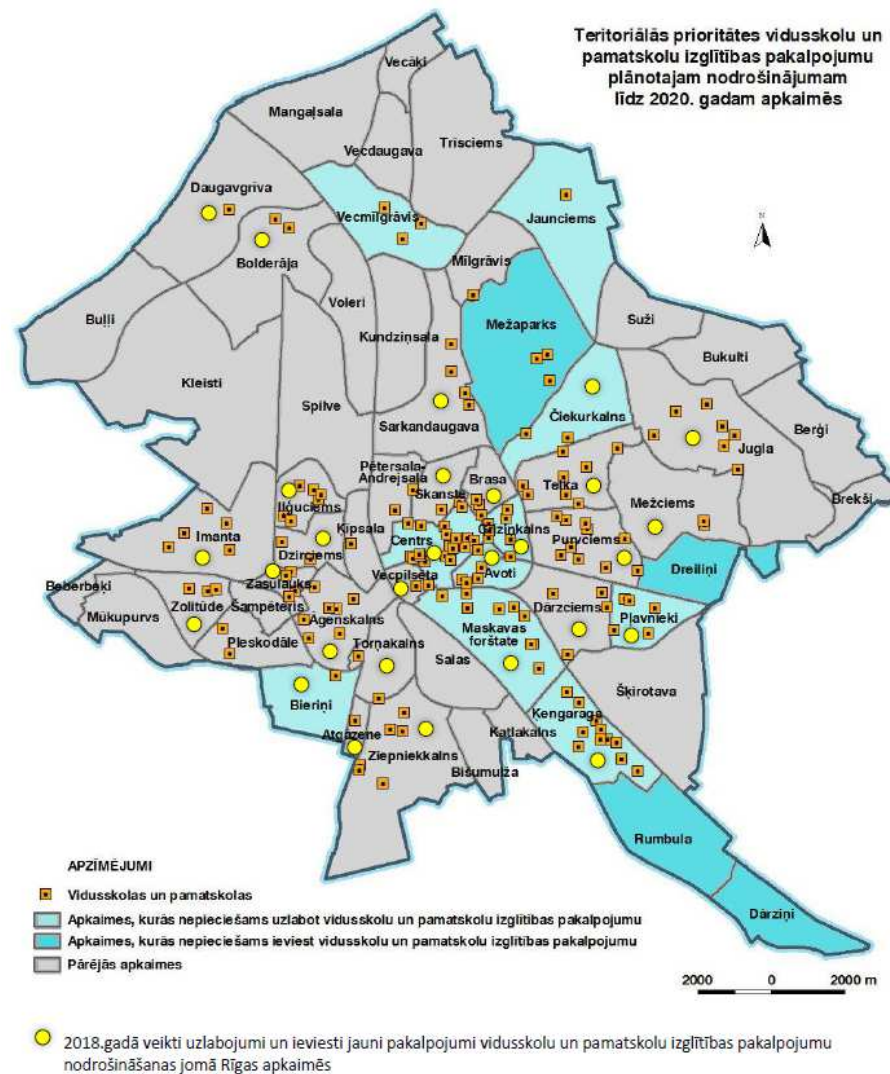 Teritoriālās prioritātes vidusskolu un
pamatskolu izglītības pakalpojumu
plānotajam nodrošinājumam
līdz 2020. gadam apkaimēs
Vecāķi
Mangaļsala
Vecdaugava
Trīsciems
Daugavgrīva
Vecmīlgrāvis
Jaunciems
N
Bolderāja
Mīlgrāvis
Voleri
Buļļi
Kundziņsala
Mežaparks
Suži
Bukulti
Kleisti
Spilve
Čiekurkalns
Sarkandaugava
Berģi
Jugla
Pētersala-
Andrejsala
Brasa
Skanste
Teika
Brekši
Iļģuciems
Mežciems
Imanta
Ķīpsala
Grīziņkalns
Purvciems
Dzirciems
Centrs
Dreiliņi
Beberbeķi
Zasulauks
Vecpilsēta
Avoti
Mūkupurvs
Zolitūde
Šampēteris
Dārzciems
Pļavnieki
Āgenskalns
Pleskodāle
Maskavas
forštate
Torņakalns
Salas
Bieriņi
Šķirotava
Ķengarags
Atgāzene
Katlakalns
Ziepniekkalns
Bišumuiža
Rumbula
Dārziņi
APZĪMĒJUMI
Vidusskolas un pamatskolas
Apkaimes, kurās nepieciešams uzlabot vidusskolu un pamatskolu izglītības pakalpojumu
Apkaimes, kurās nepieciešams ieviest vidusskolu un pamatskolu izglītības pakalpojumu
Pārējās apkaimes
2000 0 2000 m
2018.gadā veikti uzlabojumi un ieviesti jauni pakalpojumi vidusskolu un pamatskolu izglītības pakalpojumu
nodrošināšanas jomā Rīgas apkaimēs